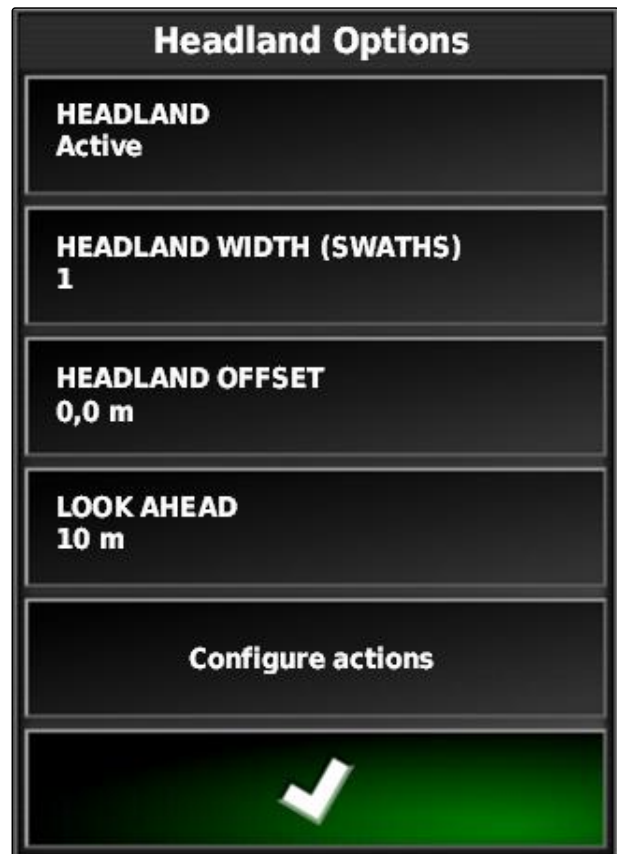 Headland Options
HEADLAND
Active
HEADLAND WIDTH (SWATHS)
1
HEADLAND OFFSET
0,0 m
LOOK AHEAD
10 m
Configure actions